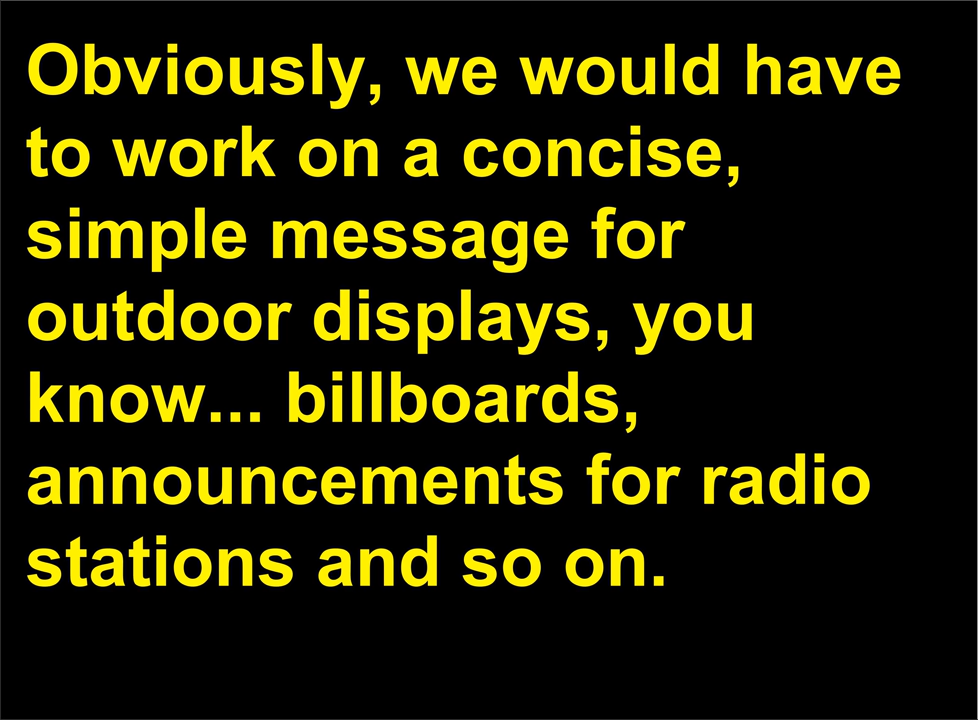 Obviously, we would have
to work on a concise,
simple message for
outdoor displays, you
know... billboards,
announcements for radio
stations and so on.